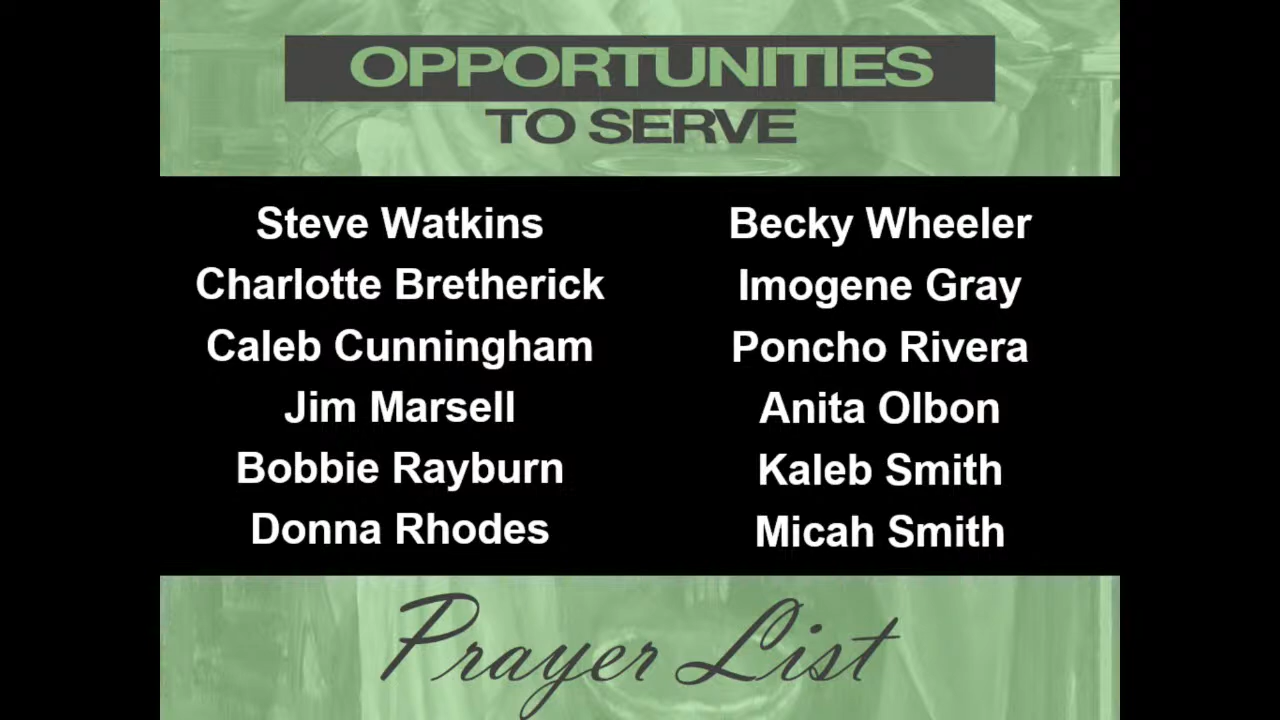 OPPORTUNITIES
TO SERVE
Steve Watkins
Charlotte Bretherick
Caleb Cunningham
Jim Marsell
Bobbie Rayburn
Donna Rhodes
Becky Wheeler
Imogene Gray
Poncho Rivera
Anita Olbon
Kaleb Smith
Micah Smith
Prayer List